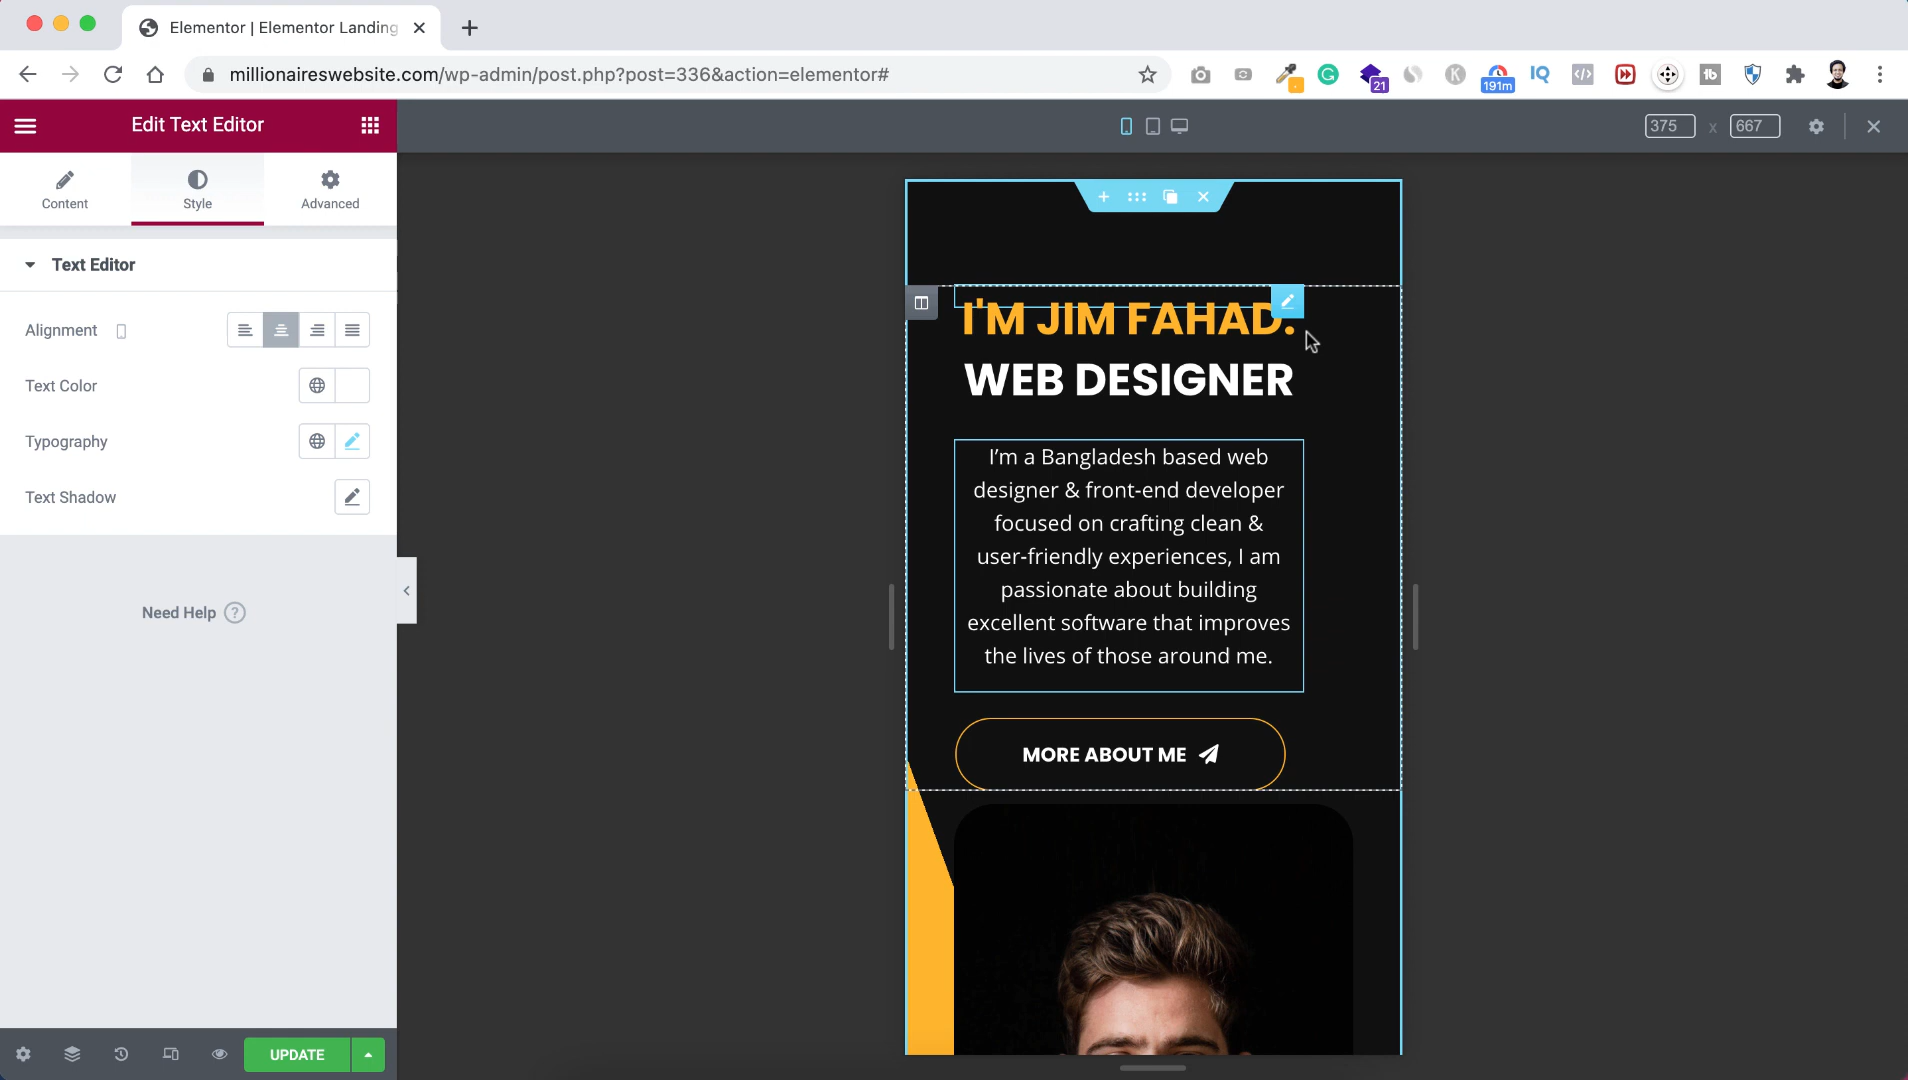 Elementor | Elementor Landing
millionaireswebsite.com/wp-admin/post.php?post=336&action=elementor#
21
191m
IQ
Edit Text Editor
375 x 667
Content
Style
Advanced
Text Editor
Alignment
Text Color
Typography
Text Shadow
Need Help ?
UPDATE
I'M JIM FAHAD.
WEB DESIGNER
I’m a Bangladesh based web
designer & front-end developer
focused on crafting clean &
user-friendly experiences, I am
passionate about building
excellent software that improves
the lives of those around me.
MORE ABOUT ME